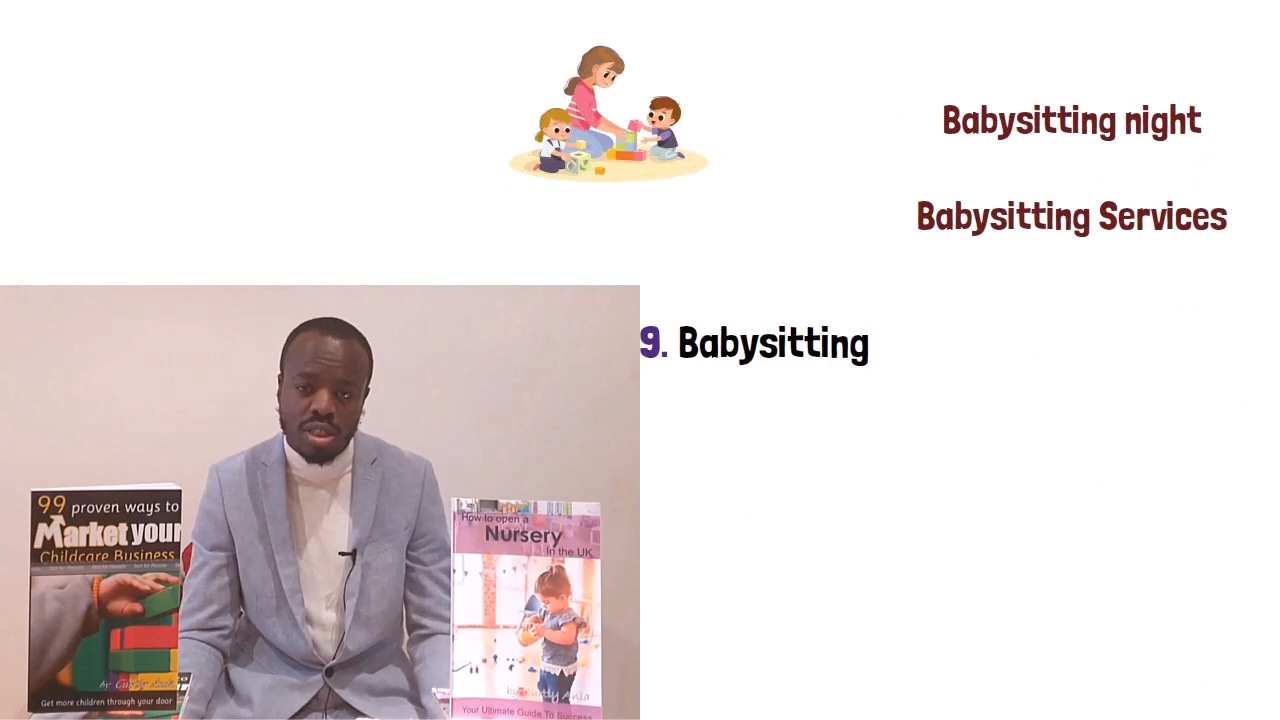 Babysitting night
Babysitting Services
9. Babysitting
99 proven ways to
Market your
Childcare Business
Get more children through your door
How to open a
Nursery
in the UK
Your Ultimate Guide To Success